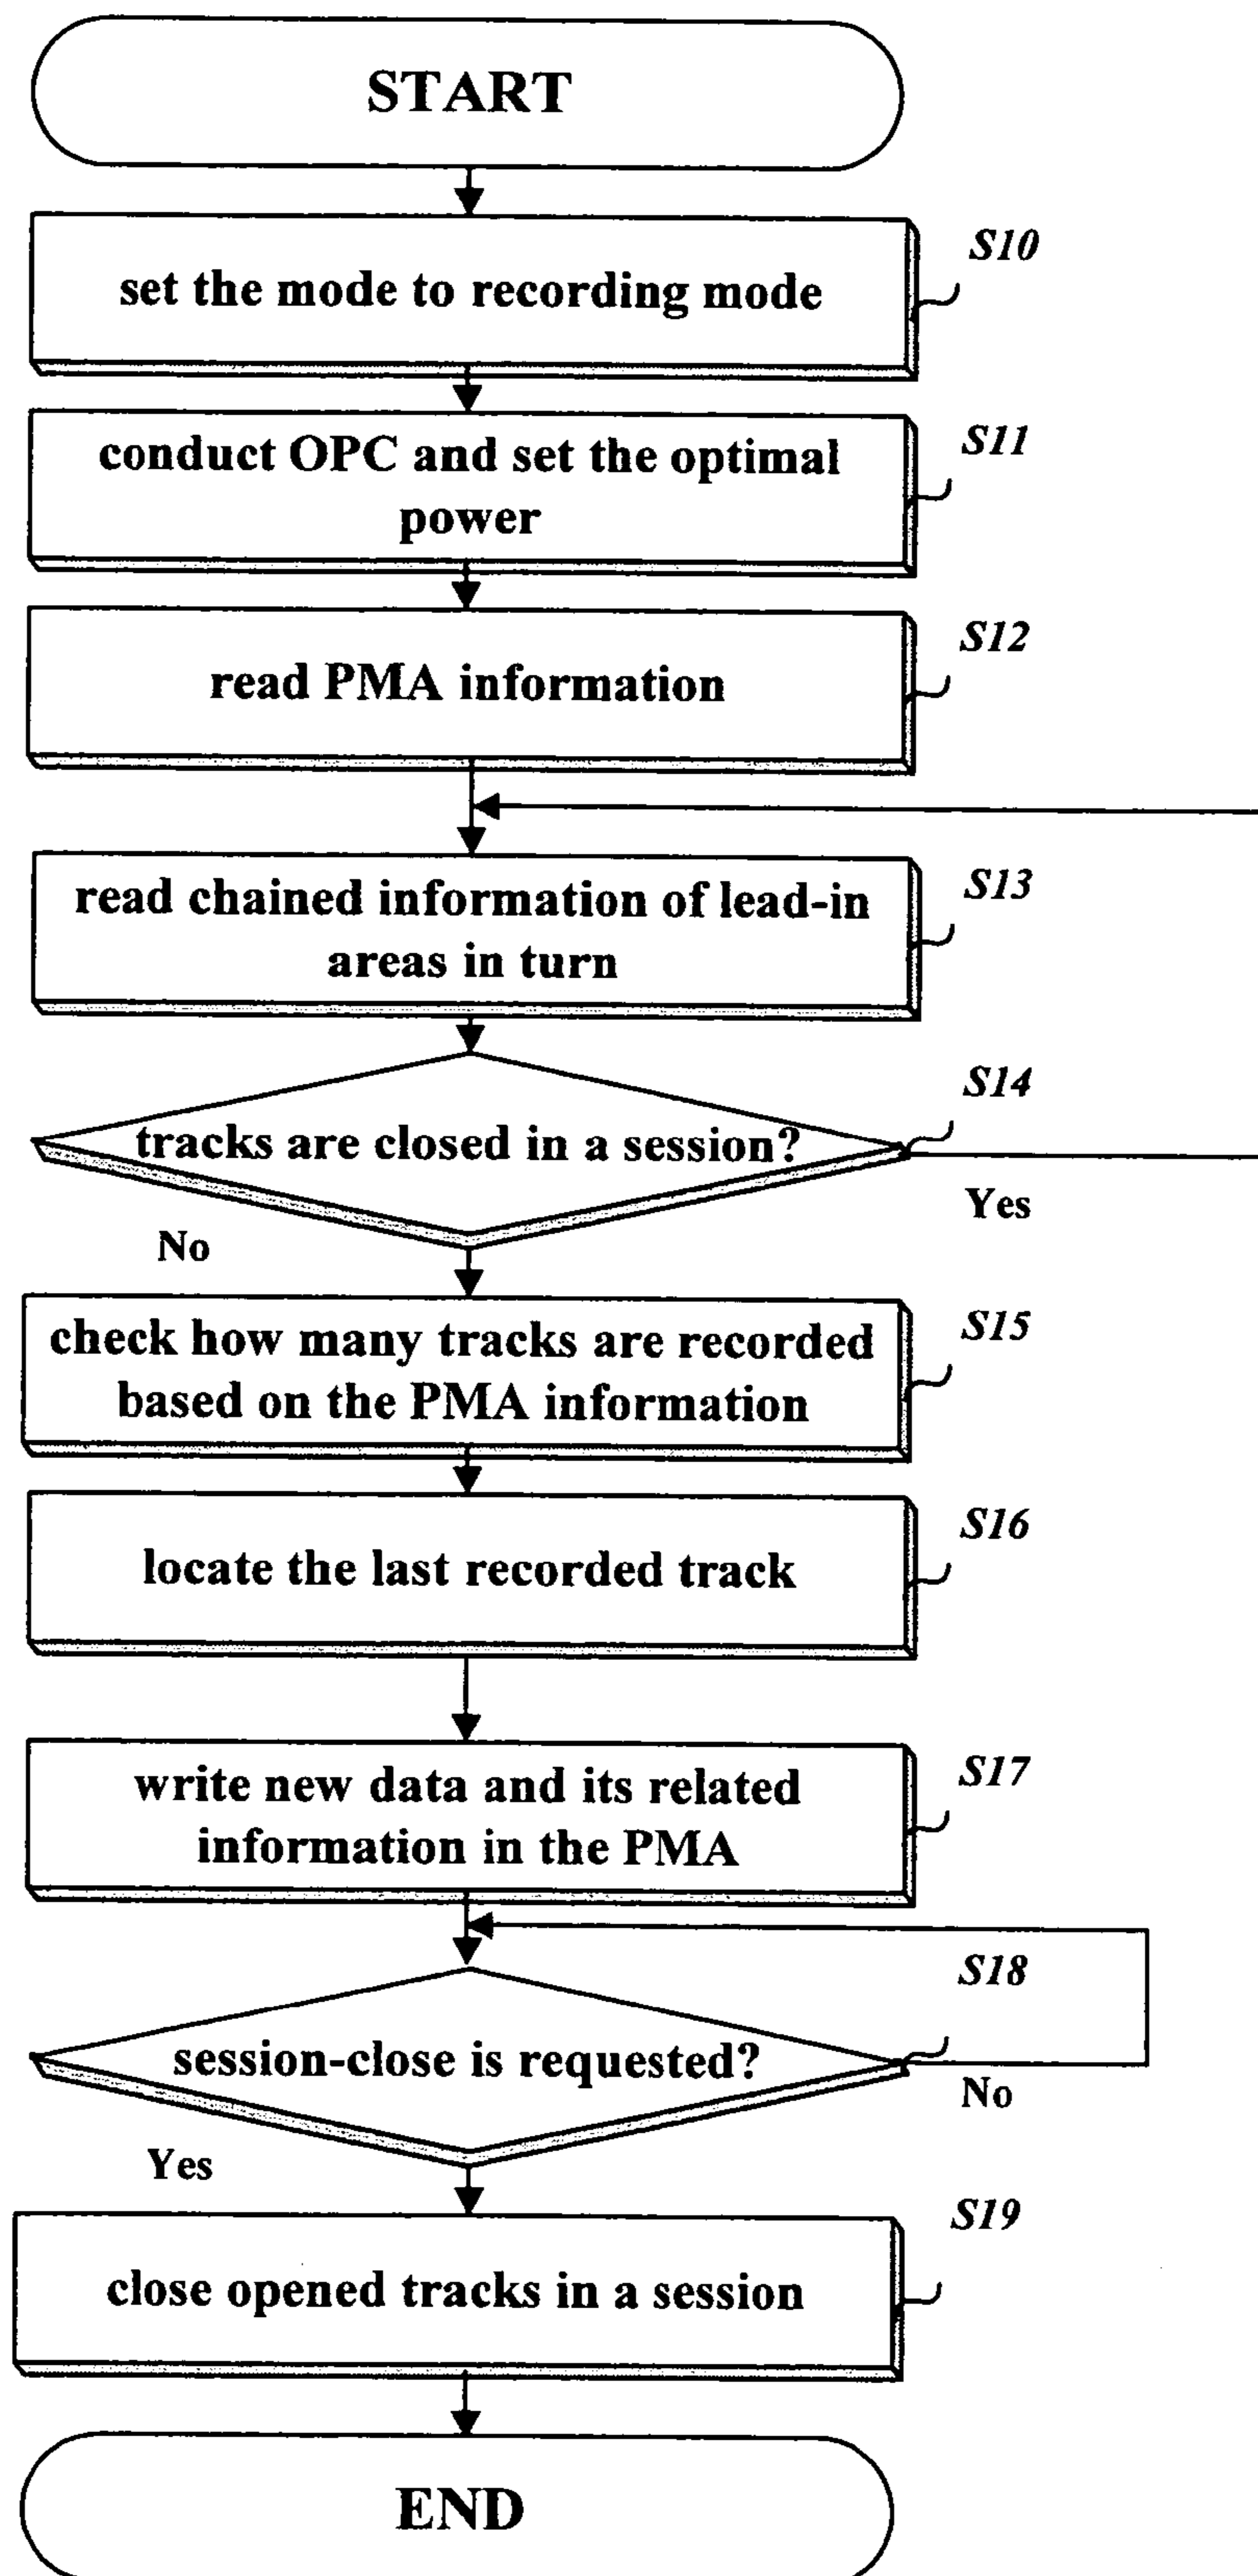 START
set the mode to recording mode
S10
conduct OPC and set the optimal
power
S11
read PMA information
S12
read chained information of lead-in
areas in turn
S13
tracks are closed in a session?
S14
Yes
No
check how many tracks are recorded
based on the PMA information
S15
locate the last recorded track
S16
write new data and its related
information in the PMA
S17
session-close is requested?
S18
No
Yes
close opened tracks in a session
S19
END